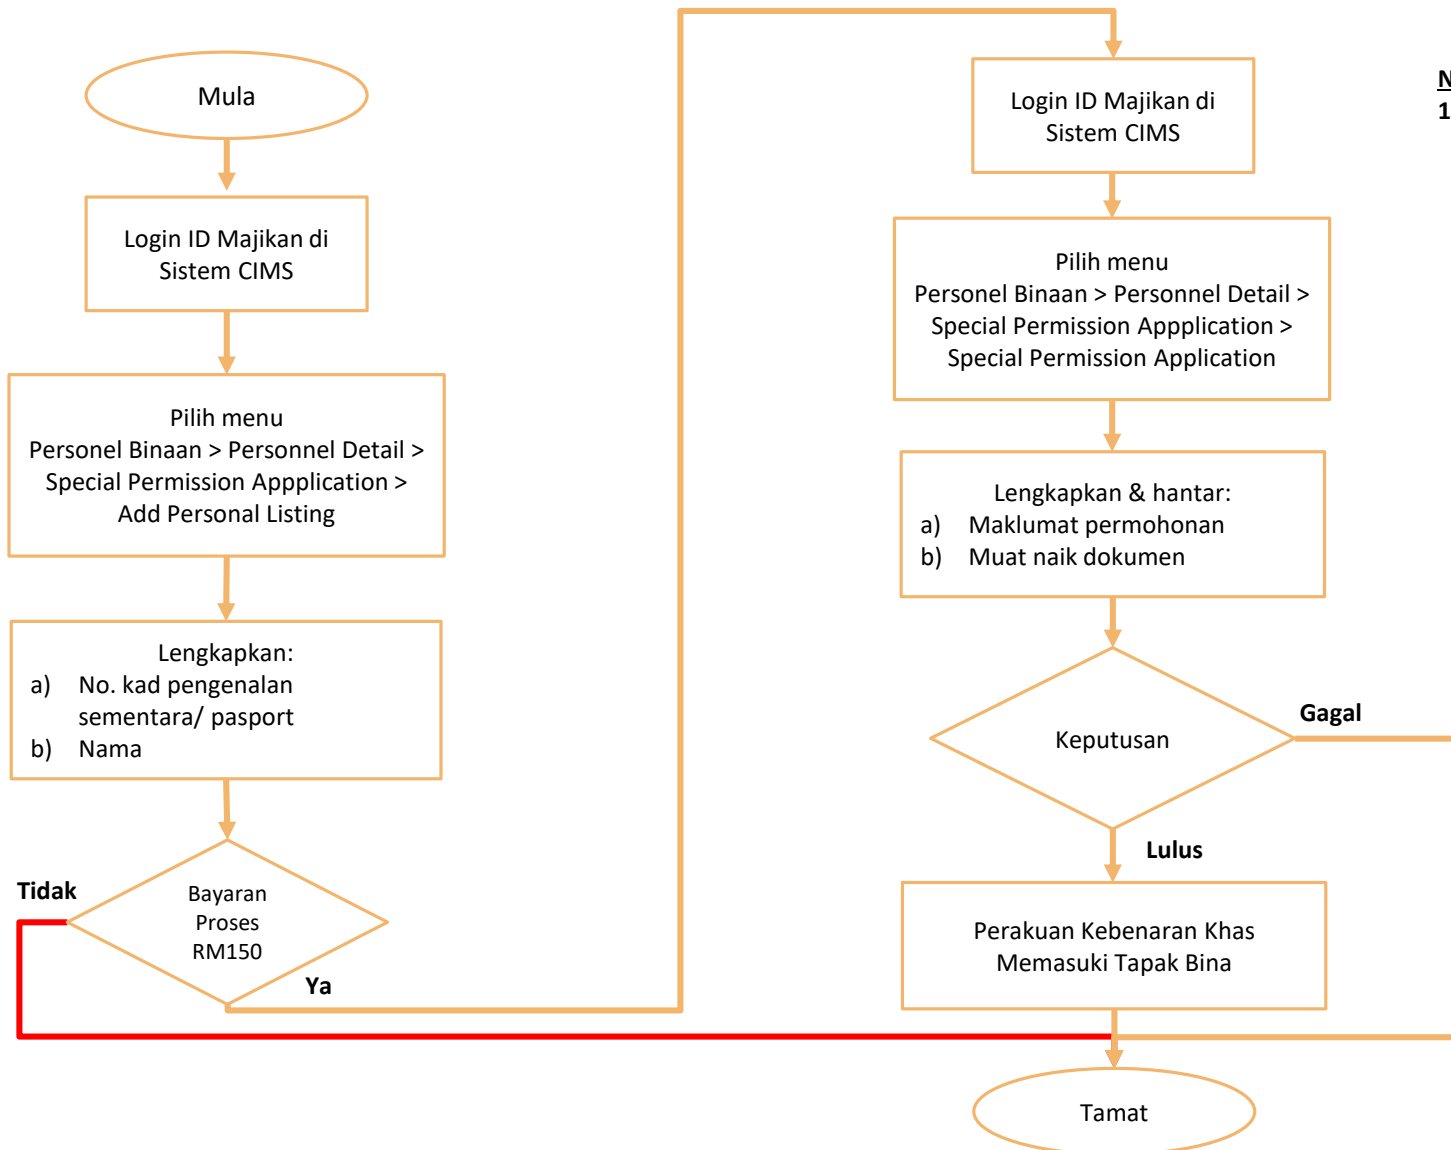 Mula
Login ID Majikan di
Sistem CIMS
Pilih menu
Personel Binaan > Personnel Detail >
Special Permission Appplication >
Add Personal Listing
Lengkapkan:
a) No. kad pengenalan
sementara/ pasport
b) Nama
Tidak
Bayaran
Proses
RM150
Ya
Login ID Majikan di
Sistem CIMS
Pilih menu
Personel Binaan > Personnel Detail >
Special Permission Appplication >
Special Permission Application
Lengkapkan & hantar:
a) Maklumat permohonan
b) Muat naik dokumen
Keputusan
Gagal
Lulus
Perakuan Kebenaran Khas
Memasuki Tapak Bina
Tamat
N
1